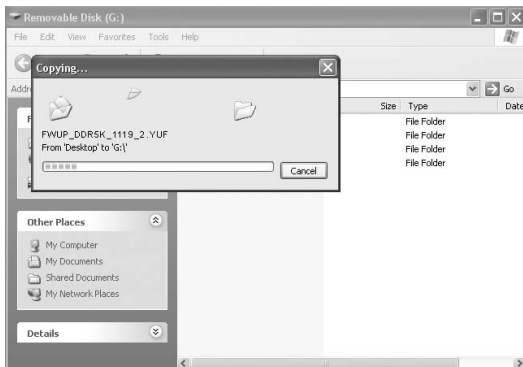 Removable Disk (G:)
File Edit View Favorites Tools Help
Copying...
Addre
Go
FWUP_DDRSK_1119_2.YUF
From 'Desktop' to 'G:\'
Cancel
Size Type Date
File Folder
File Folder
File Folder
File Folder
Other Places
My Computer
My Documents
Shared Documents
My Network Places
Details